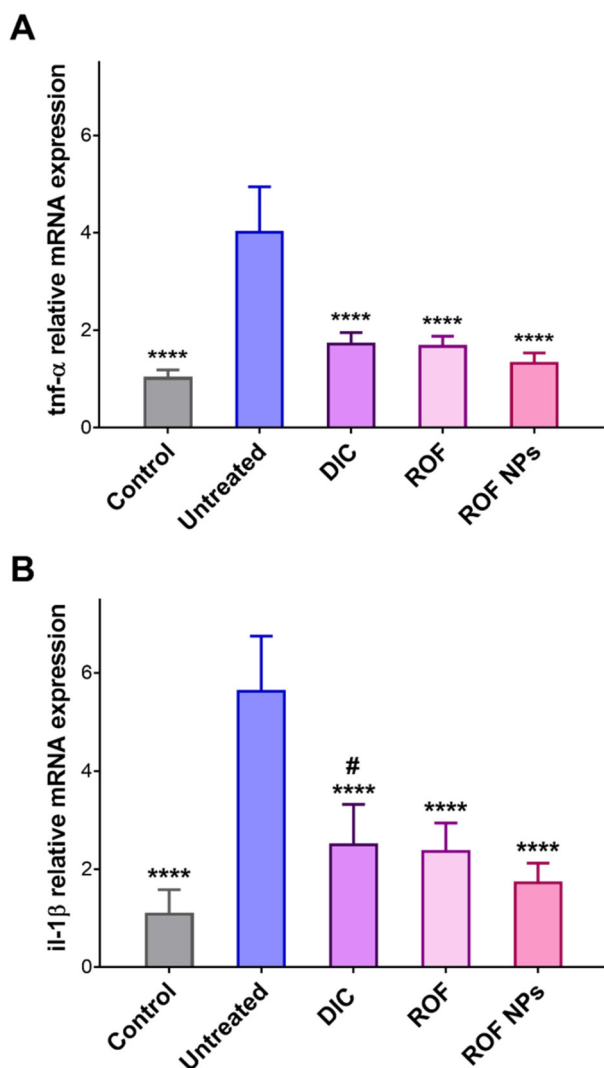 A
tnf-α relative mRNA expression
6
4
2
0
****
****
****
****
Control
Untreated
DIC
ROF
ROF NPs
B
il-1β relative mRNA expression
6
4
2
0
****
#
****
****
****
Control
Untreated
DIC
ROF
ROF NPs